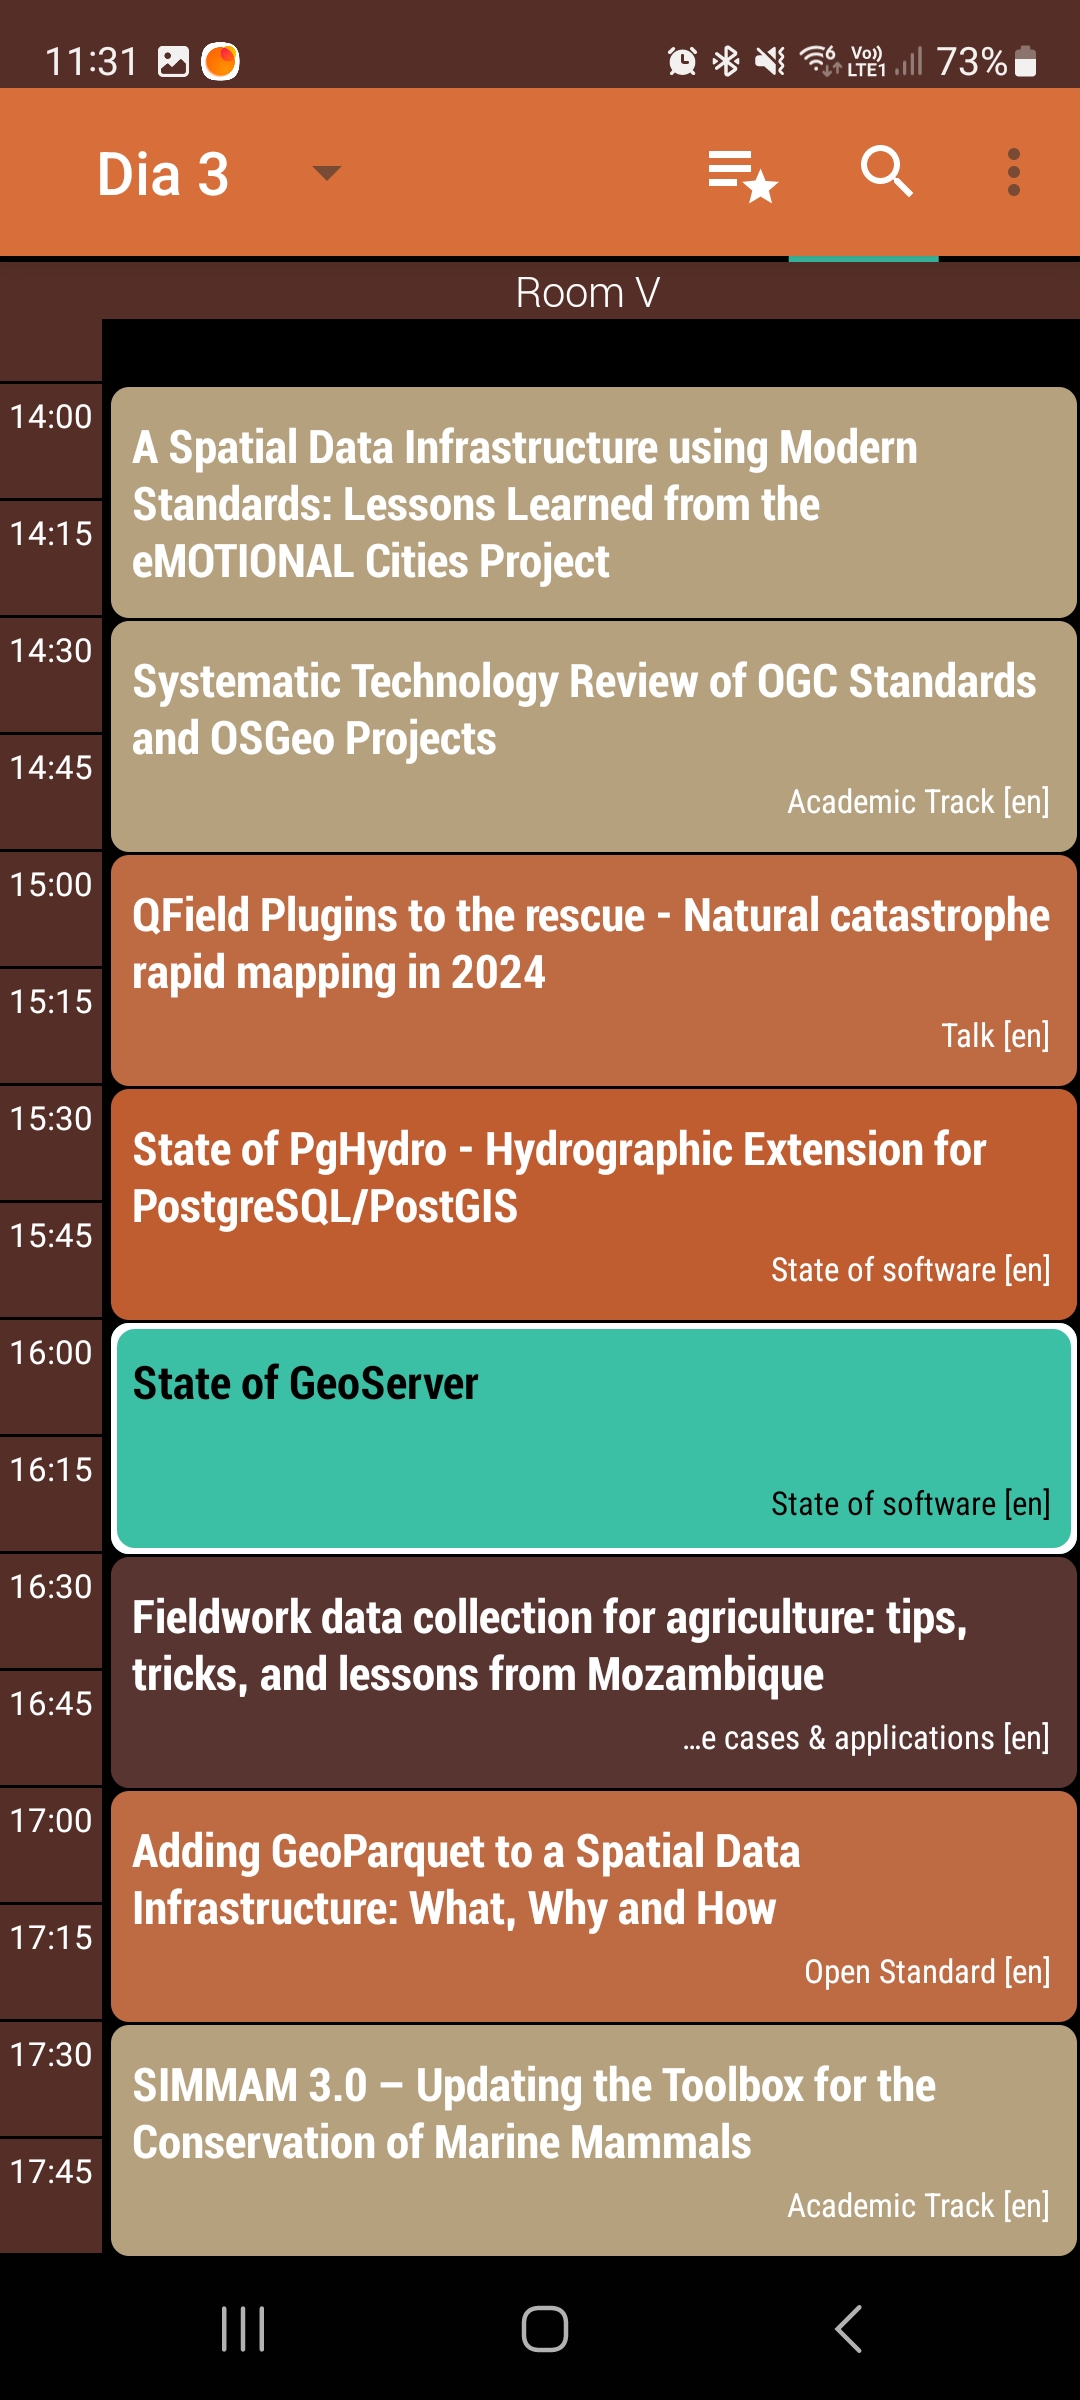 11:31
6
Vo))
LTE1
73%
Dia 3
Room V
14:00
A Spatial Data Infrastructure using Modern
Standards: Lessons Learned from the
eMOTIONAL Cities Project
14:15
14:30
Systematic Technology Review of OGC Standards
and OSGeo Projects
14:45
Academic Track [en]
15:00
QField Plugins to the rescue - Natural catastrophe
rapid mapping in 2024
15:15
Talk [en]
15:30
State of PgHydro - Hydrographic Extension for
PostgreSQL/PostGIS
15:45
State of software [en]
16:00
State of GeoServer
16:15
State of software [en]
16:30
Fieldwork data collection for agriculture: tips,
tricks, and lessons from Mozambique
16:45
…e cases & applications [en]
17:00
Adding GeoParquet to a Spatial Data
Infrastructure: What, Why and How
17:15
Open Standard [en]
17:30
SIMMAM 3.0 – Updating the Toolbox for the
Conservation of Marine Mammals
17:45
Academic Track [en]